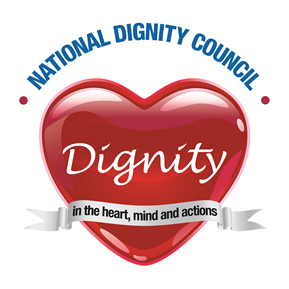 NATIONAL DIGNITY COUNCIL
Dignity
in the heart, mind and actions